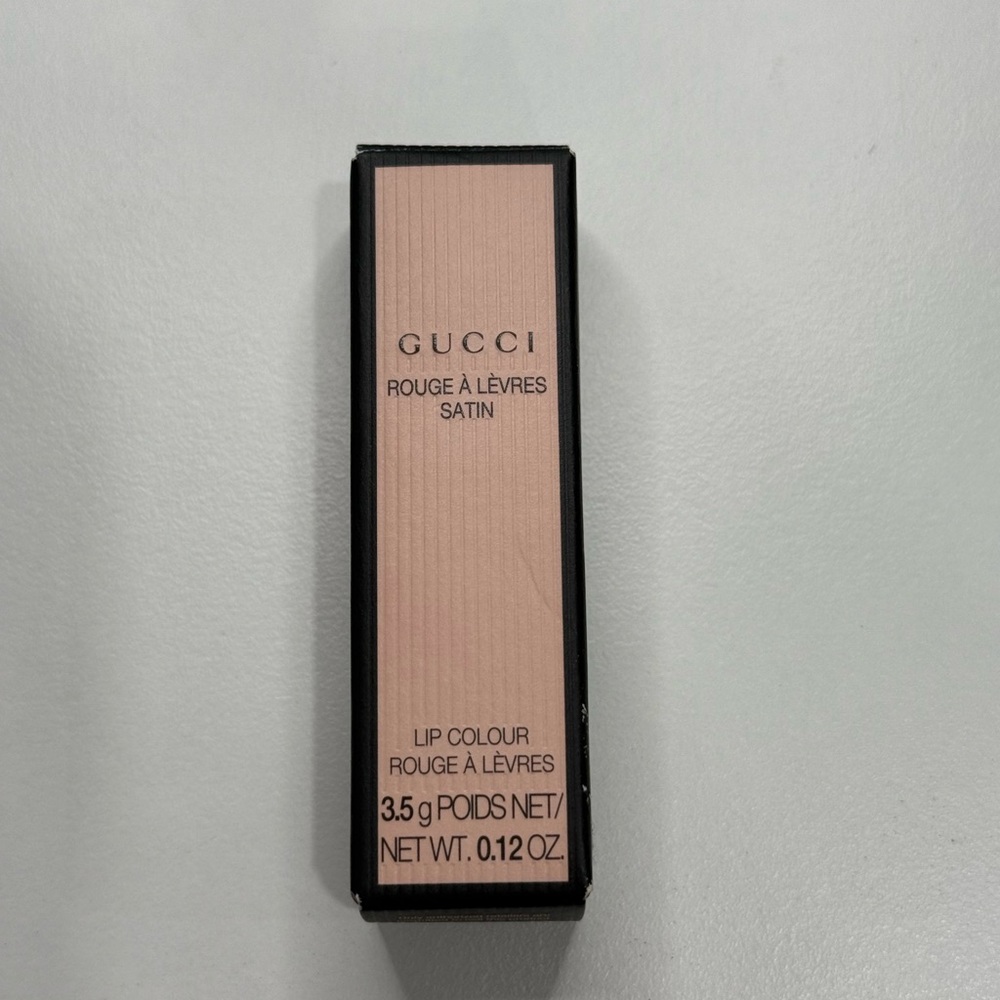 GUCCI
ROUGE À LÈVRES
SATIN
LIP COLOUR
ROUGE À LÈVRES
3.5 g POIDS NET/
NET WT. 0.12 OZ.